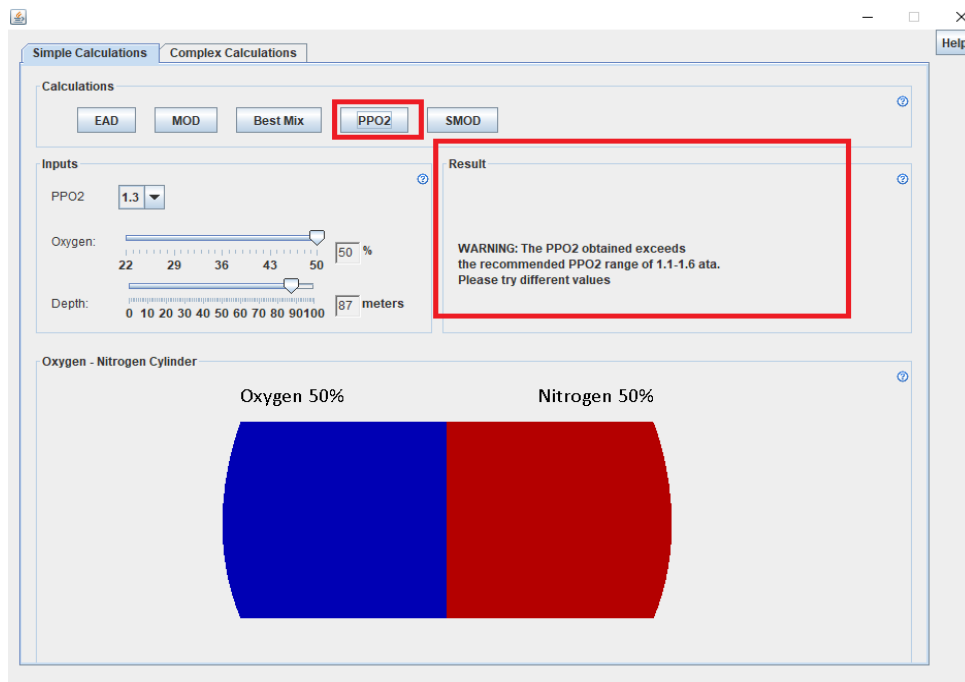 Help
Simple Calculations Complex Calculations
Calculations
EAD MOD Best Mix PPO2 SMOD
Inputs
PPO2 1.3
Oxygen: 50 %
22 29 36 43 50
Depth: 87 meters
0 10 20 30 40 50 60 70 80 90100
Result
WARNING: The PPO2 obtained exceeds
the recommended PPO2 range of 1.1-1.6 ata.
Please try different values
Oxygen - Nitrogen Cylinder
Oxygen 50% Nitrogen 50%